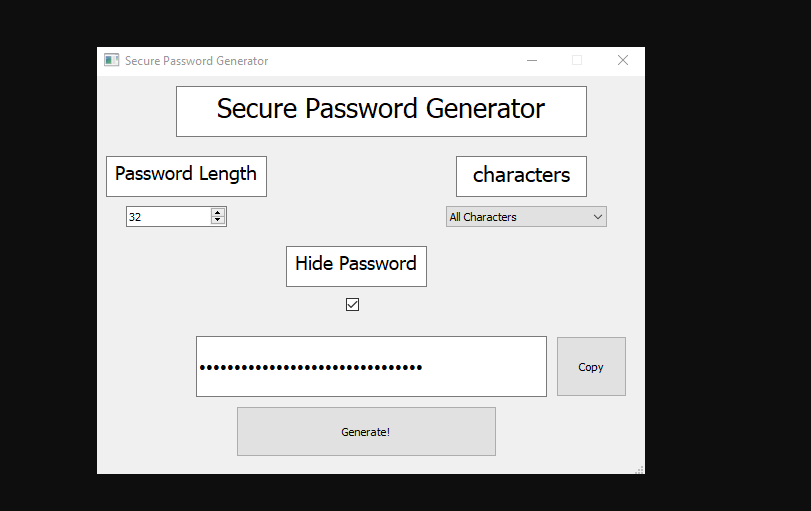 Secure Password Generator
Secure Password Generator
Password Length
characters
32
All Characters
Hide Password
••••••••••••••••••••••••••••••••
Copy
Generate!